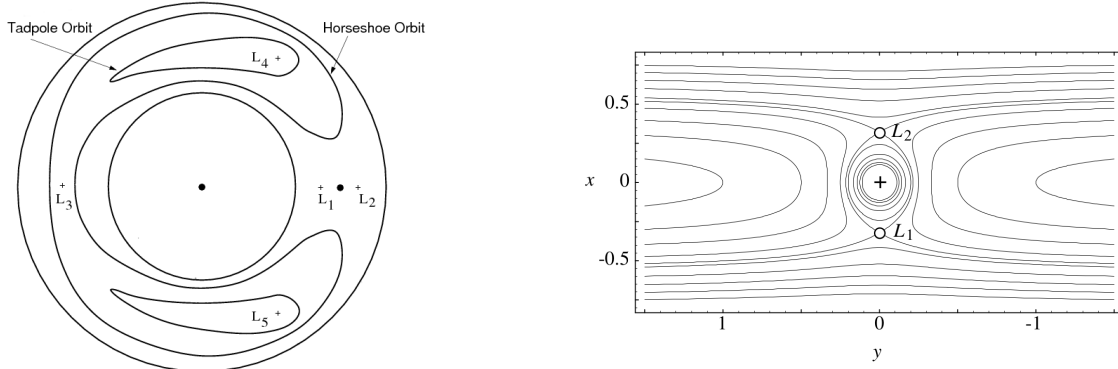 Tadpole Orbit
Horseshoe Orbit
L4
L3
L1
L2
L5
0.5
x
0
-0.5
L2
L1
1
0
-1
y